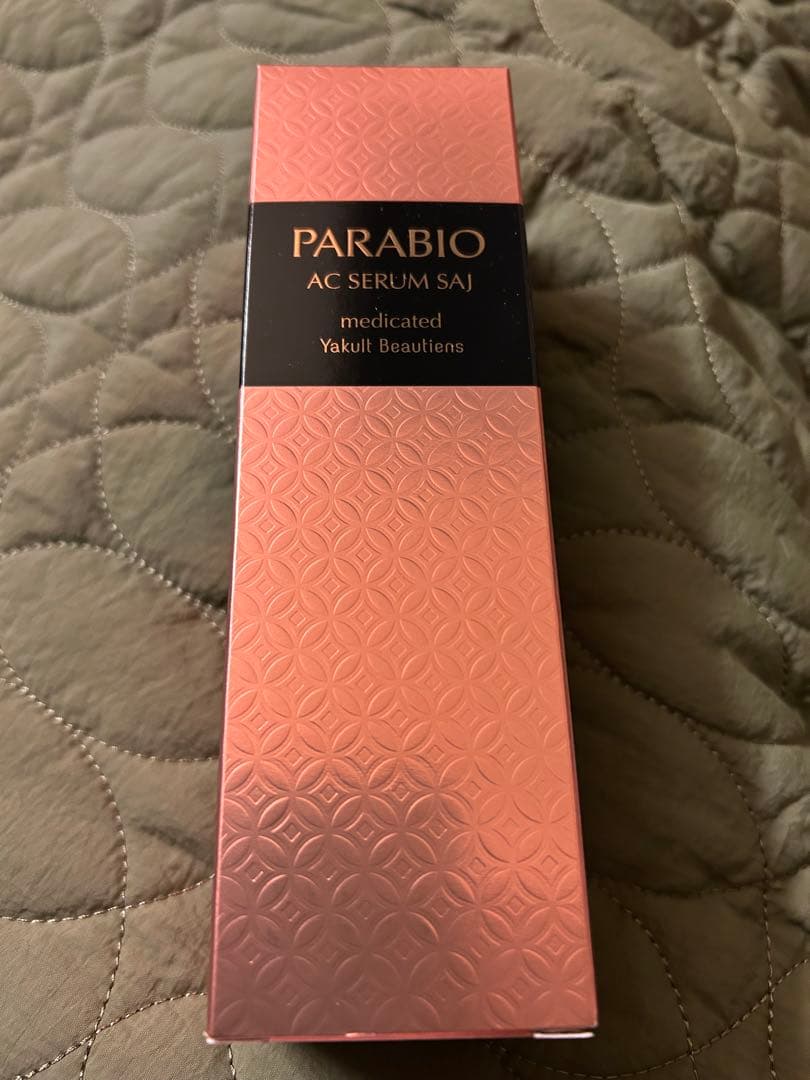 PARABIO
AC SERUM SAJ
medicated
Yakult Beautiens